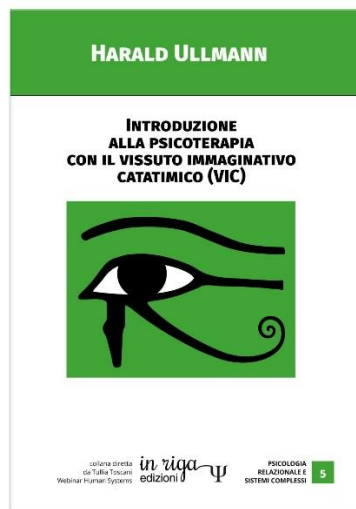 HARALD ULLMANN
INTRODUZIONE
ALLA PSICOTERAPIA
CON IL VISSUTO IMMAGINATIVO
CATATIMICO (VIC)
collana diretta
da Tullia Toscani
Webinar Human Systems
in riga
edizioni
PSICOLOGIA
RELAZIONALE E
SISTEMI COMPLESSI
5